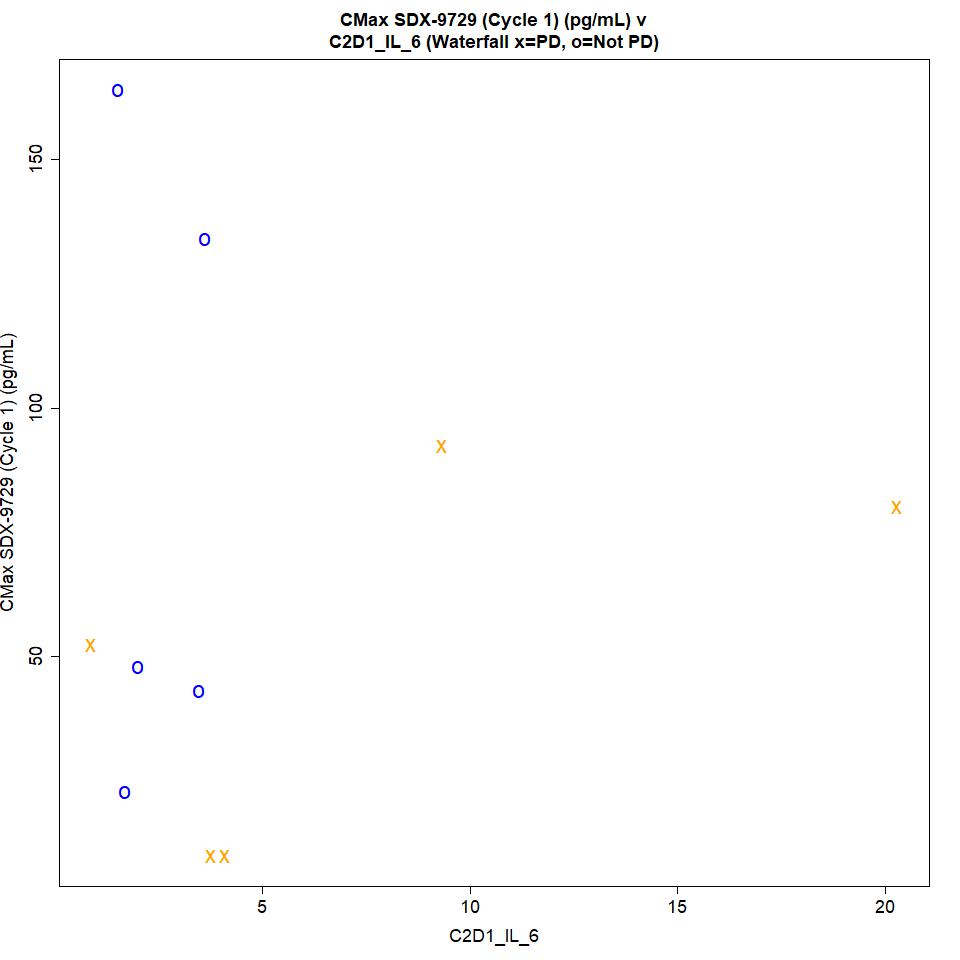 CMax SDX-9729 (Cycle 1) (pg/mL) v
C2D1_IL_6 (Waterfall x=PD, o=Not PD)
CMax SDX-9729 (Cycle 1) (pg/mL)
150
100
50
O
O
X
X
X
O
O
O
X X
5 10 15 20
C2D1_IL_6